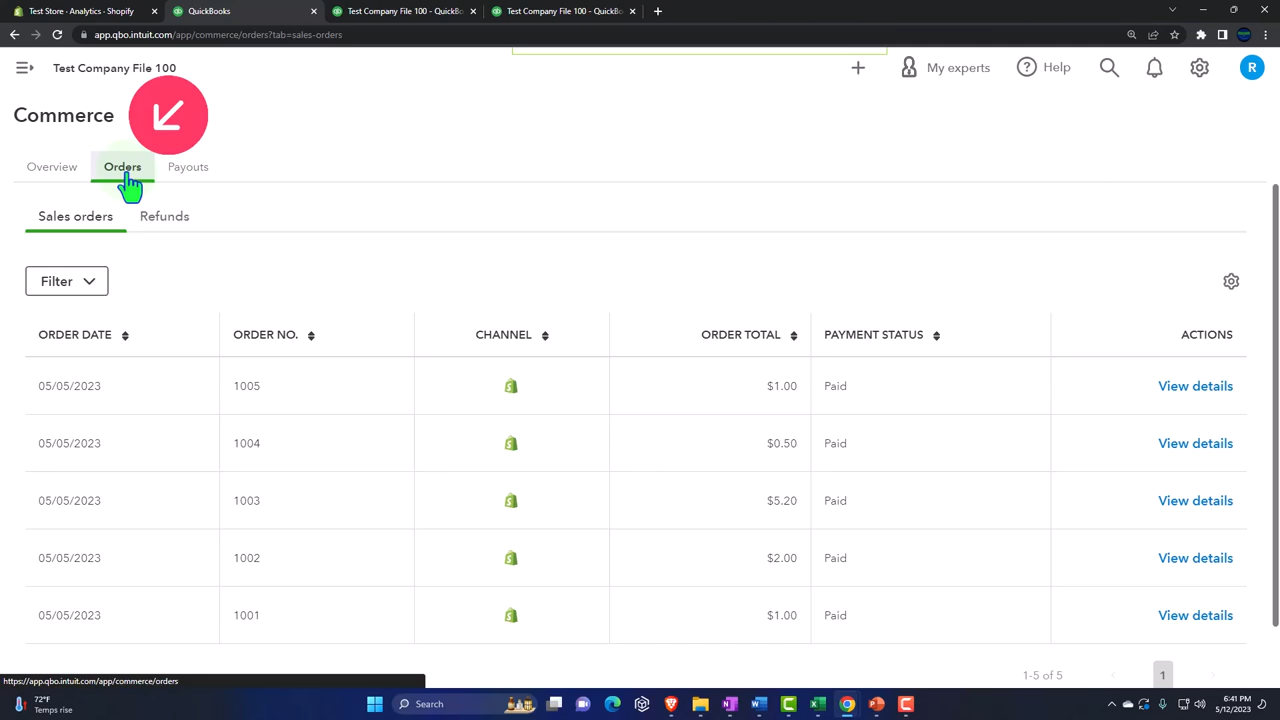 Test Store - Analytics - Shopify
QuickBooks
Test Company File 100 - QuickBo
Test Company File 100 - QuickBo
app.qbo.intuit.com/app/commerce/orders?tab=sales-orders
Test Company File 100
My experts
Help
R
Commerce
Overview
Orders
Payouts
Sales orders
Refunds
Filter
ORDER DATE
ORDER NO.
CHANNEL
ORDER TOTAL
PAYMENT STATUS
ACTIONS
05/05/2023 1005 $1.00 Paid View details
05/05/2023 1004 $0.50 Paid View details
05/05/2023 1003 $5.20 Paid View details
05/05/2023 1002 $2.00 Paid View details
05/05/2023 1001 $1.00 Paid View details
1-5 of 5
1
https://app.qbo.intuit.com/app/commerce/orders
72°F
Temps rise
Search
6:41 PM
5/12/2023